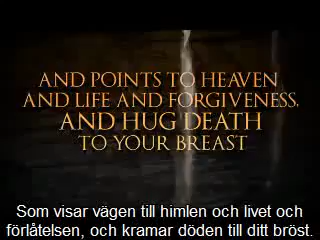 AND POINTS TO HEAVEN
AND LIFE AND FORGIVENESS,
AND HUG DEATH
TO YOUR BREAST
Som visar vägen till himlen och livet och
förlåtelsen, och kramar döden till ditt bröst.